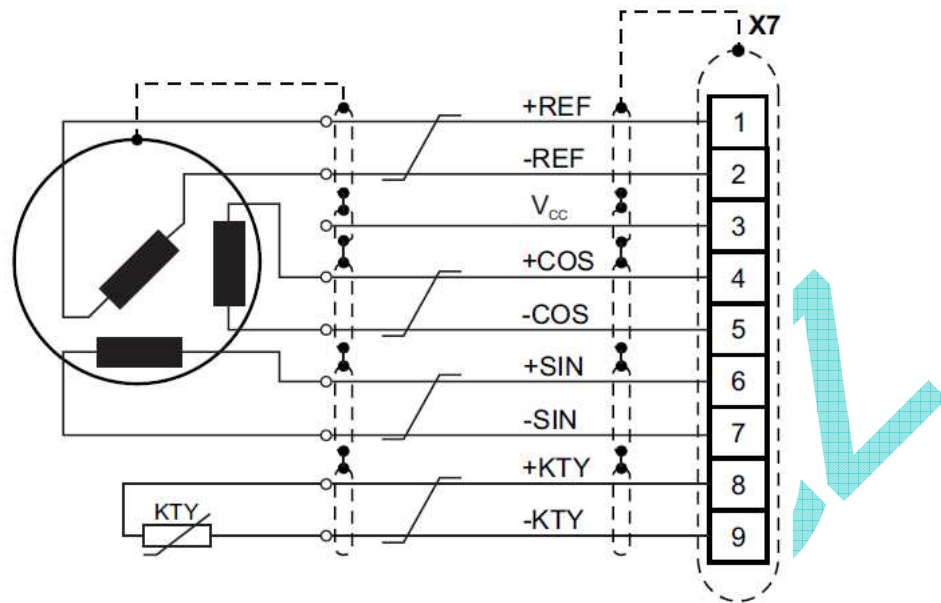 X7
+REF 1
-REF 2
Vcc 3
+COS 4
-COS 5
+SIN 6
-SIN 7
+KTY 8
KTY
-KTY 9